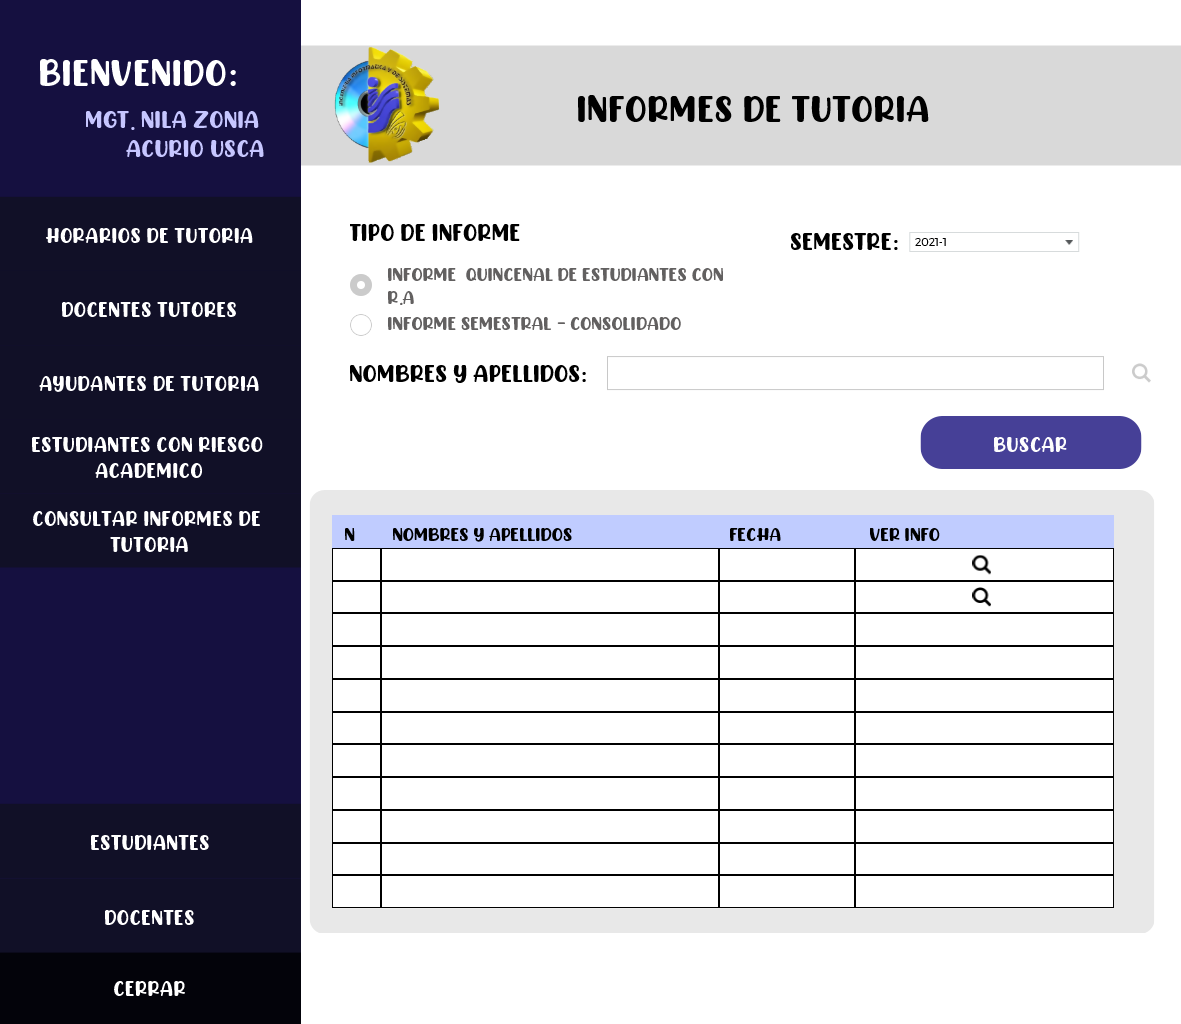 BIENVENIDO:
MGT. NILA ZONIA
ACURIO USCA
HORARIOS DE TUTORIA
DOCENTES TUTORES
AYUDANTES DE TUTORIA
ESTUDIANTES CON RIESGO
ACADEMICO
CONSULTAR INFORMES DE
TUTORIA
ESTUDIANTES
DOCENTES
CERRAR
INFORMES DE TUTORIA
TIPO DE INFORME
SEMESTRE: 2021-1
INFORME QUINCENAL DE ESTUDIANTES CON
R.A
INFORME SEMESTRAL - CONSOLIDADO
NOMBRES Y APELLIDOS:
BUSCAR
N NOMBRES Y APELLIDOS FECHA VER INFO